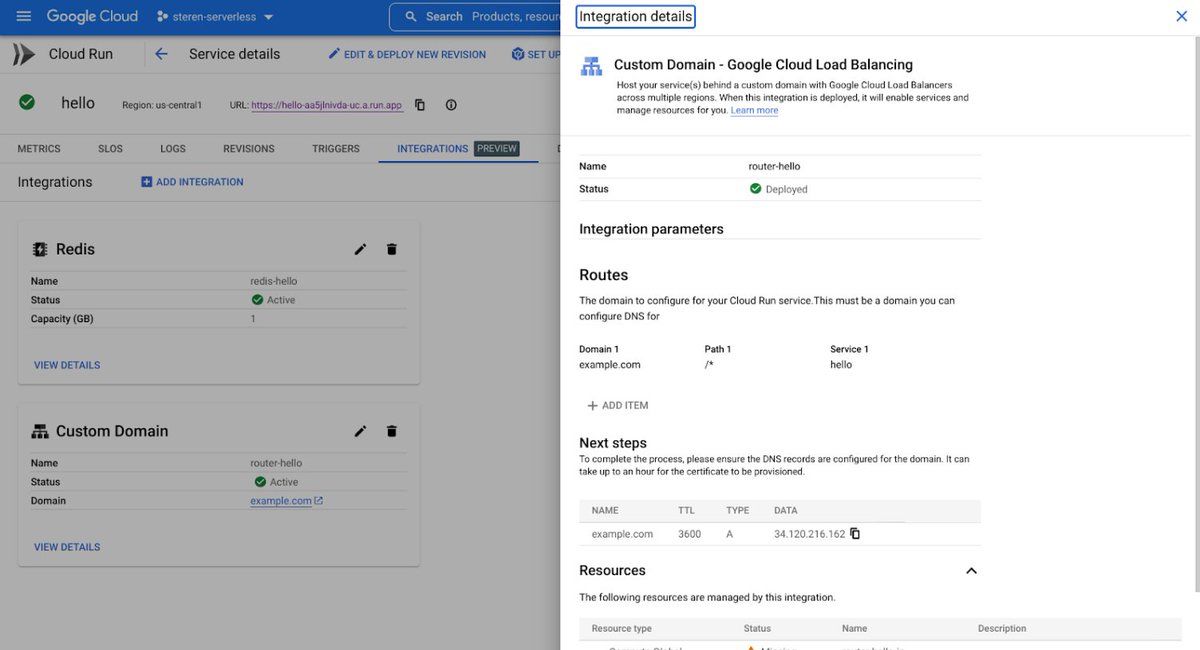 Google Cloud
steren-serverless
Search Products, resour
Cloud Run
Service details
EDIT & DEPLOY NEW REVISION
SET UP
hello
Region: us-central1
URL: https://hello-aa5jlnivda-uc.a.run.app
METRICS
SLOS
LOGS
REVISIONS
TRIGGERS
INTEGRATIONS PREVIEW
Integrations
ADD INTEGRATION
Redis
Name redis-hello
Status Active
Capacity (GB) 1
VIEW DETAILS
Custom Domain
Name router-hello
Status Active
Domain example.com
VIEW DETAILS
Integration details
Custom Domain - Google Cloud Load Balancing
Host your service(s) behind a custom domain with Google Cloud Load Balancers
across multiple regions. When this integration is deployed, it will enable services and
manage resources for you. Learn more
Name router-hello
Status Deployed
Integration parameters
Routes
The domain to configure for your Cloud Run service.This must be a domain you can
configure DNS for
Domain 1 Path 1 Service 1
example.com /* hello
ADD ITEM
Next steps
To complete the process, please ensure the DNS records are configured for the domain. It can
take up to an hour for the certificate to be provisioned.
NAME TTL TYPE DATA
example.com 3600 A 34.120.216.162
Resources
The following resources are managed by this integration.
Resource type Status Name Description